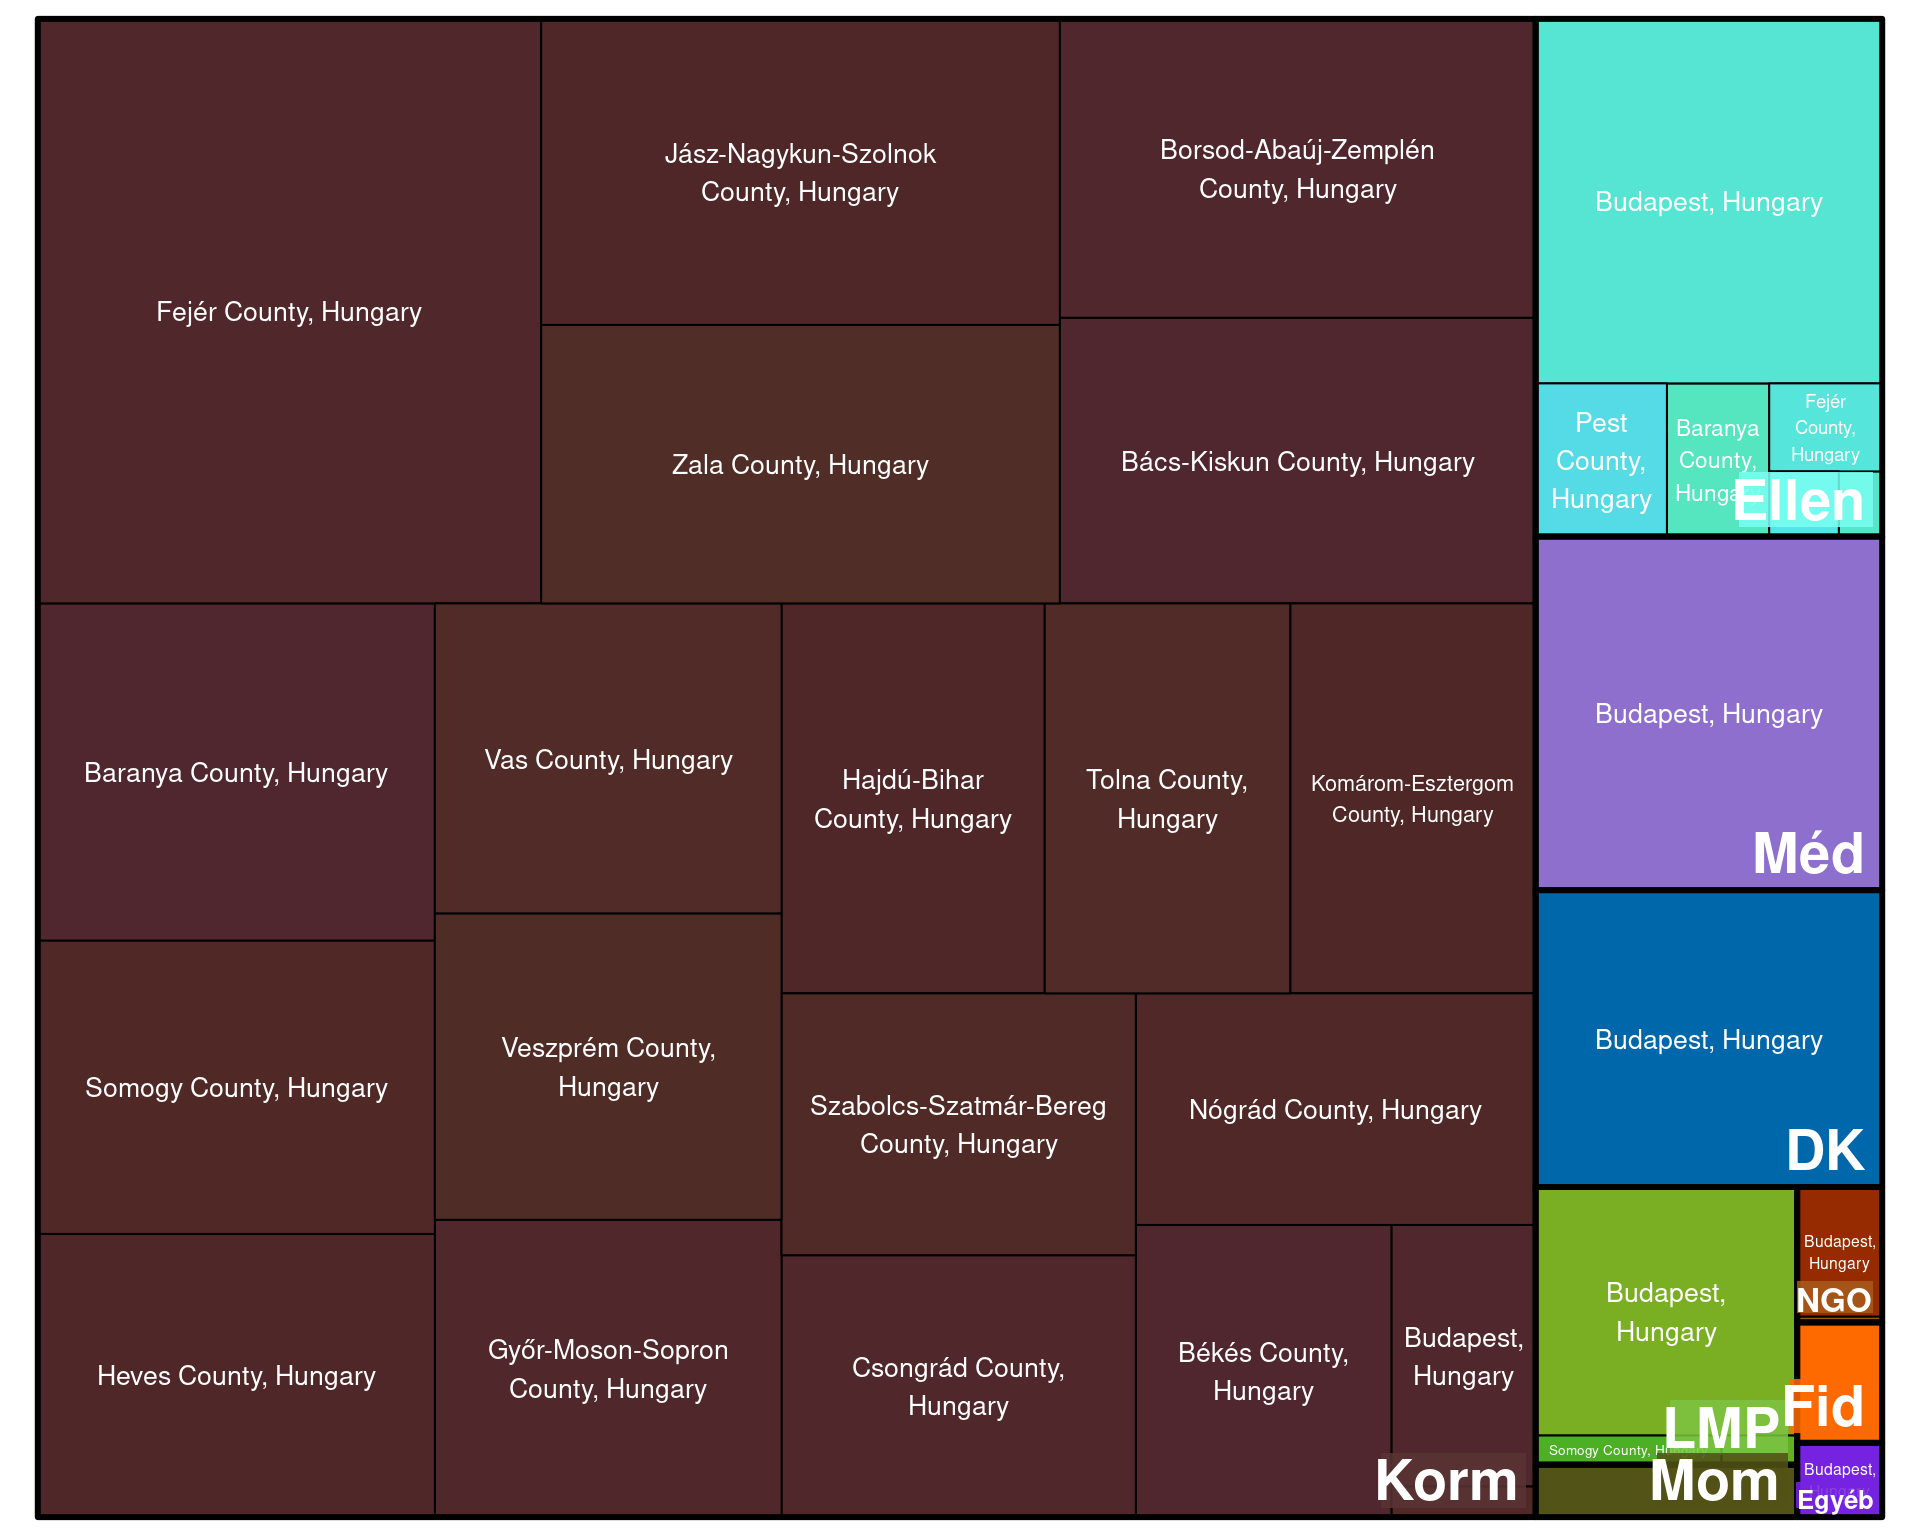 Fejér County, Hungary
Jász-Nagykun-Szolnok
County, Hungary
Borsod-Abaúj-Zemplén
County, Hungary
Zala County, Hungary
Bács-Kiskun County, Hungary
Baranya County, Hungary
Vas County, Hungary
Hajdú-Bihar
County, Hungary
Tolna County,
Hungary
Komárom-Esztergom
County, Hungary
Somogy County, Hungary
Veszprém County,
Hungary
Szabolcs-Szatmár-Bereg
County, Hungary
Nógrád County, Hungary
Heves County, Hungary
Győr-Moson-Sopron
County, Hungary
Csongrád County,
Hungary
Békés County,
Hungary
Budapest,
Hungary
Korm
Budapest, Hungary
Pest
County,
Hungary
Baranya
County,
Hungary
Fejér
County,
Hungary
Ellen
Budapest, Hungary
Méd
Budapest, Hungary
DK
Budapest,
Hungary
Somogy County, Hungary
LMP
Mom
Budapest,
Hungary
NGO
Fid
Budapest,
Hungary
Egyéb